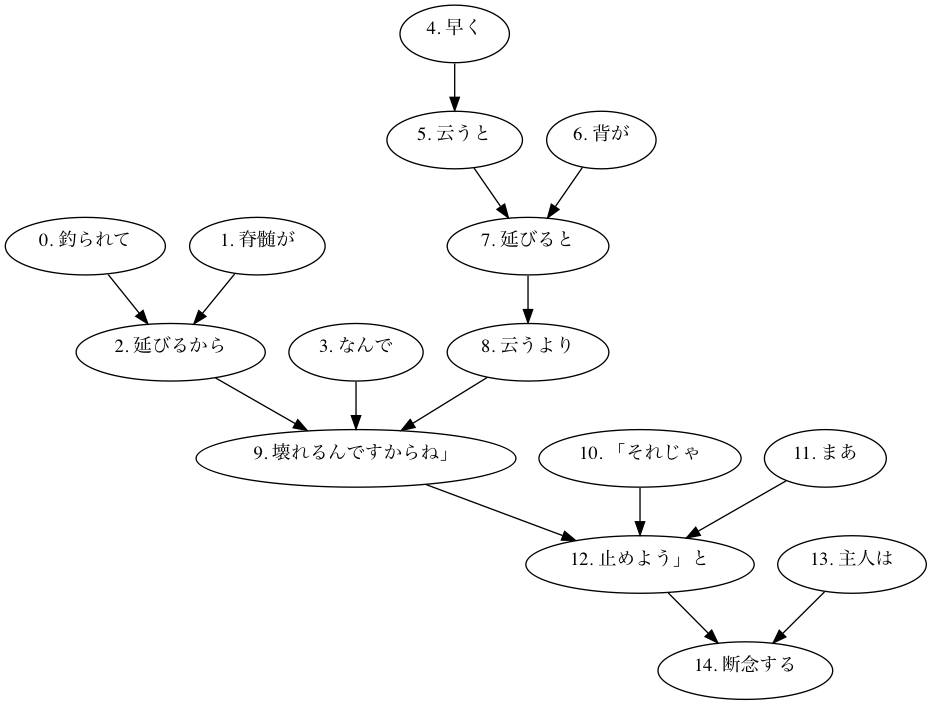 4. 早く
5. 云うと
6. 背が
0. 釣られて
1. 脊髄が
7. 延びると
2. 延びるから
3. なんで
8. 云うより
9. 壊れるんですからね」
10. 「それじゃ
11. まあ
12. 止めよう」と
13. 主人は
14. 断念する